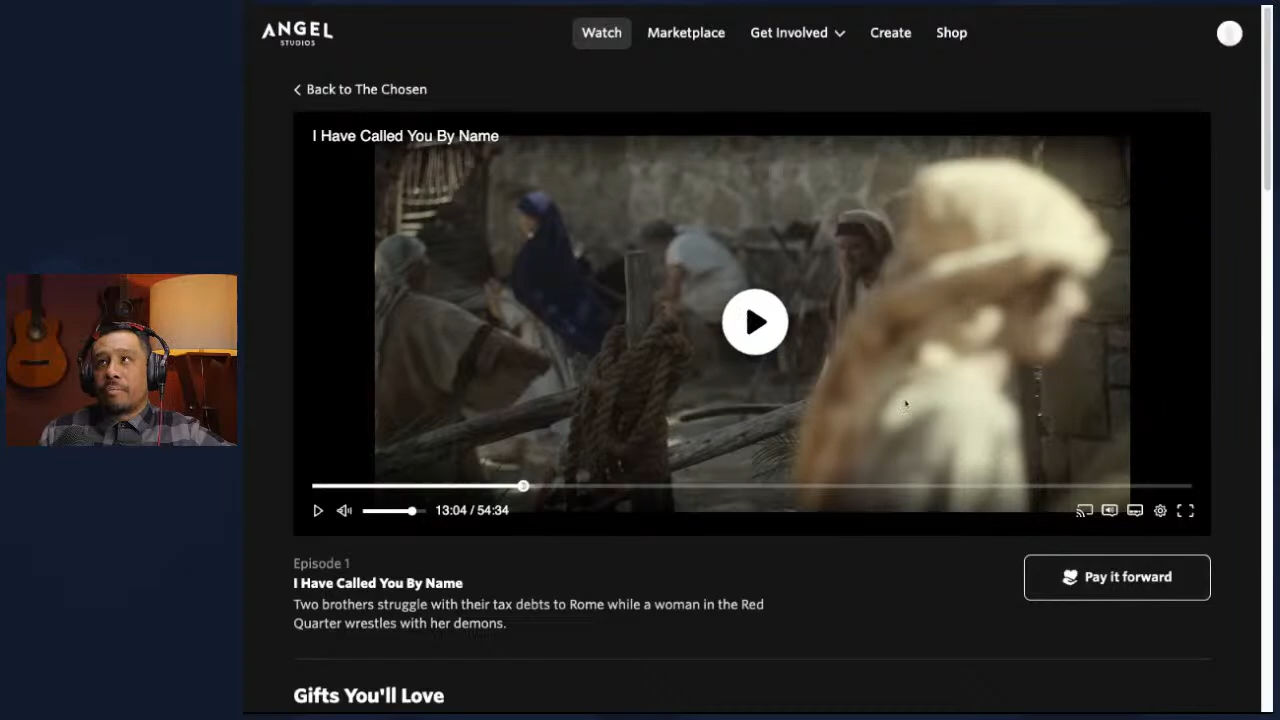 ANGEL
STUDIOS
Watch
Marketplace
Get Involved
Create
Shop
Back to The Chosen
I Have Called You By Name
13:04 / 54:34
Episode 1
I Have Called You By Name
Two brothers struggle with their tax debts to Rome while a woman in the Red
Quarter wrestles with her demons.
Pay it forward
Gifts You'll Love